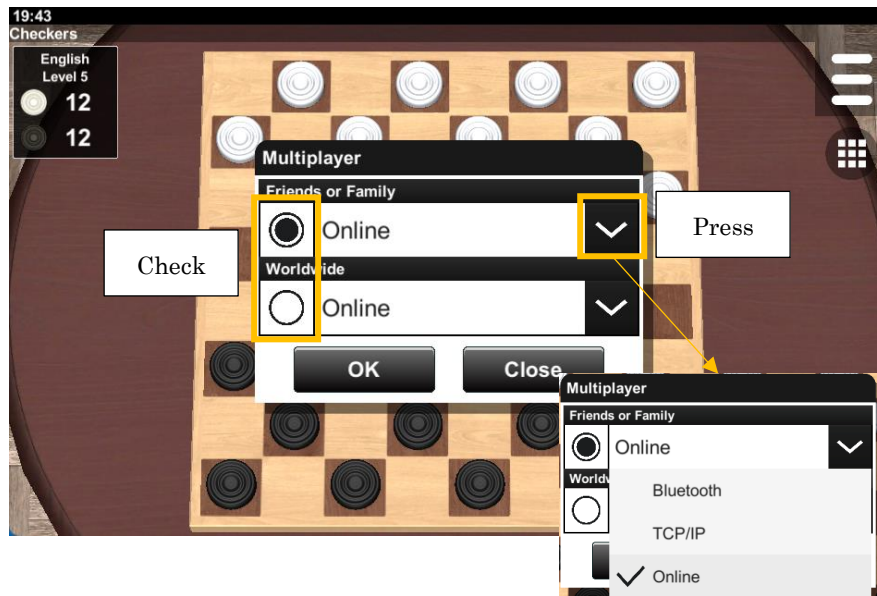 19:43
Checkers
English
Level 5
12
12
Multiplayer
Friends or Family
Online
Press
Check
Worldwide
Online
OK
Close
Multiplayer
Friends or Family
Online
Worldw
Bluetooth
TCP/IP
Online